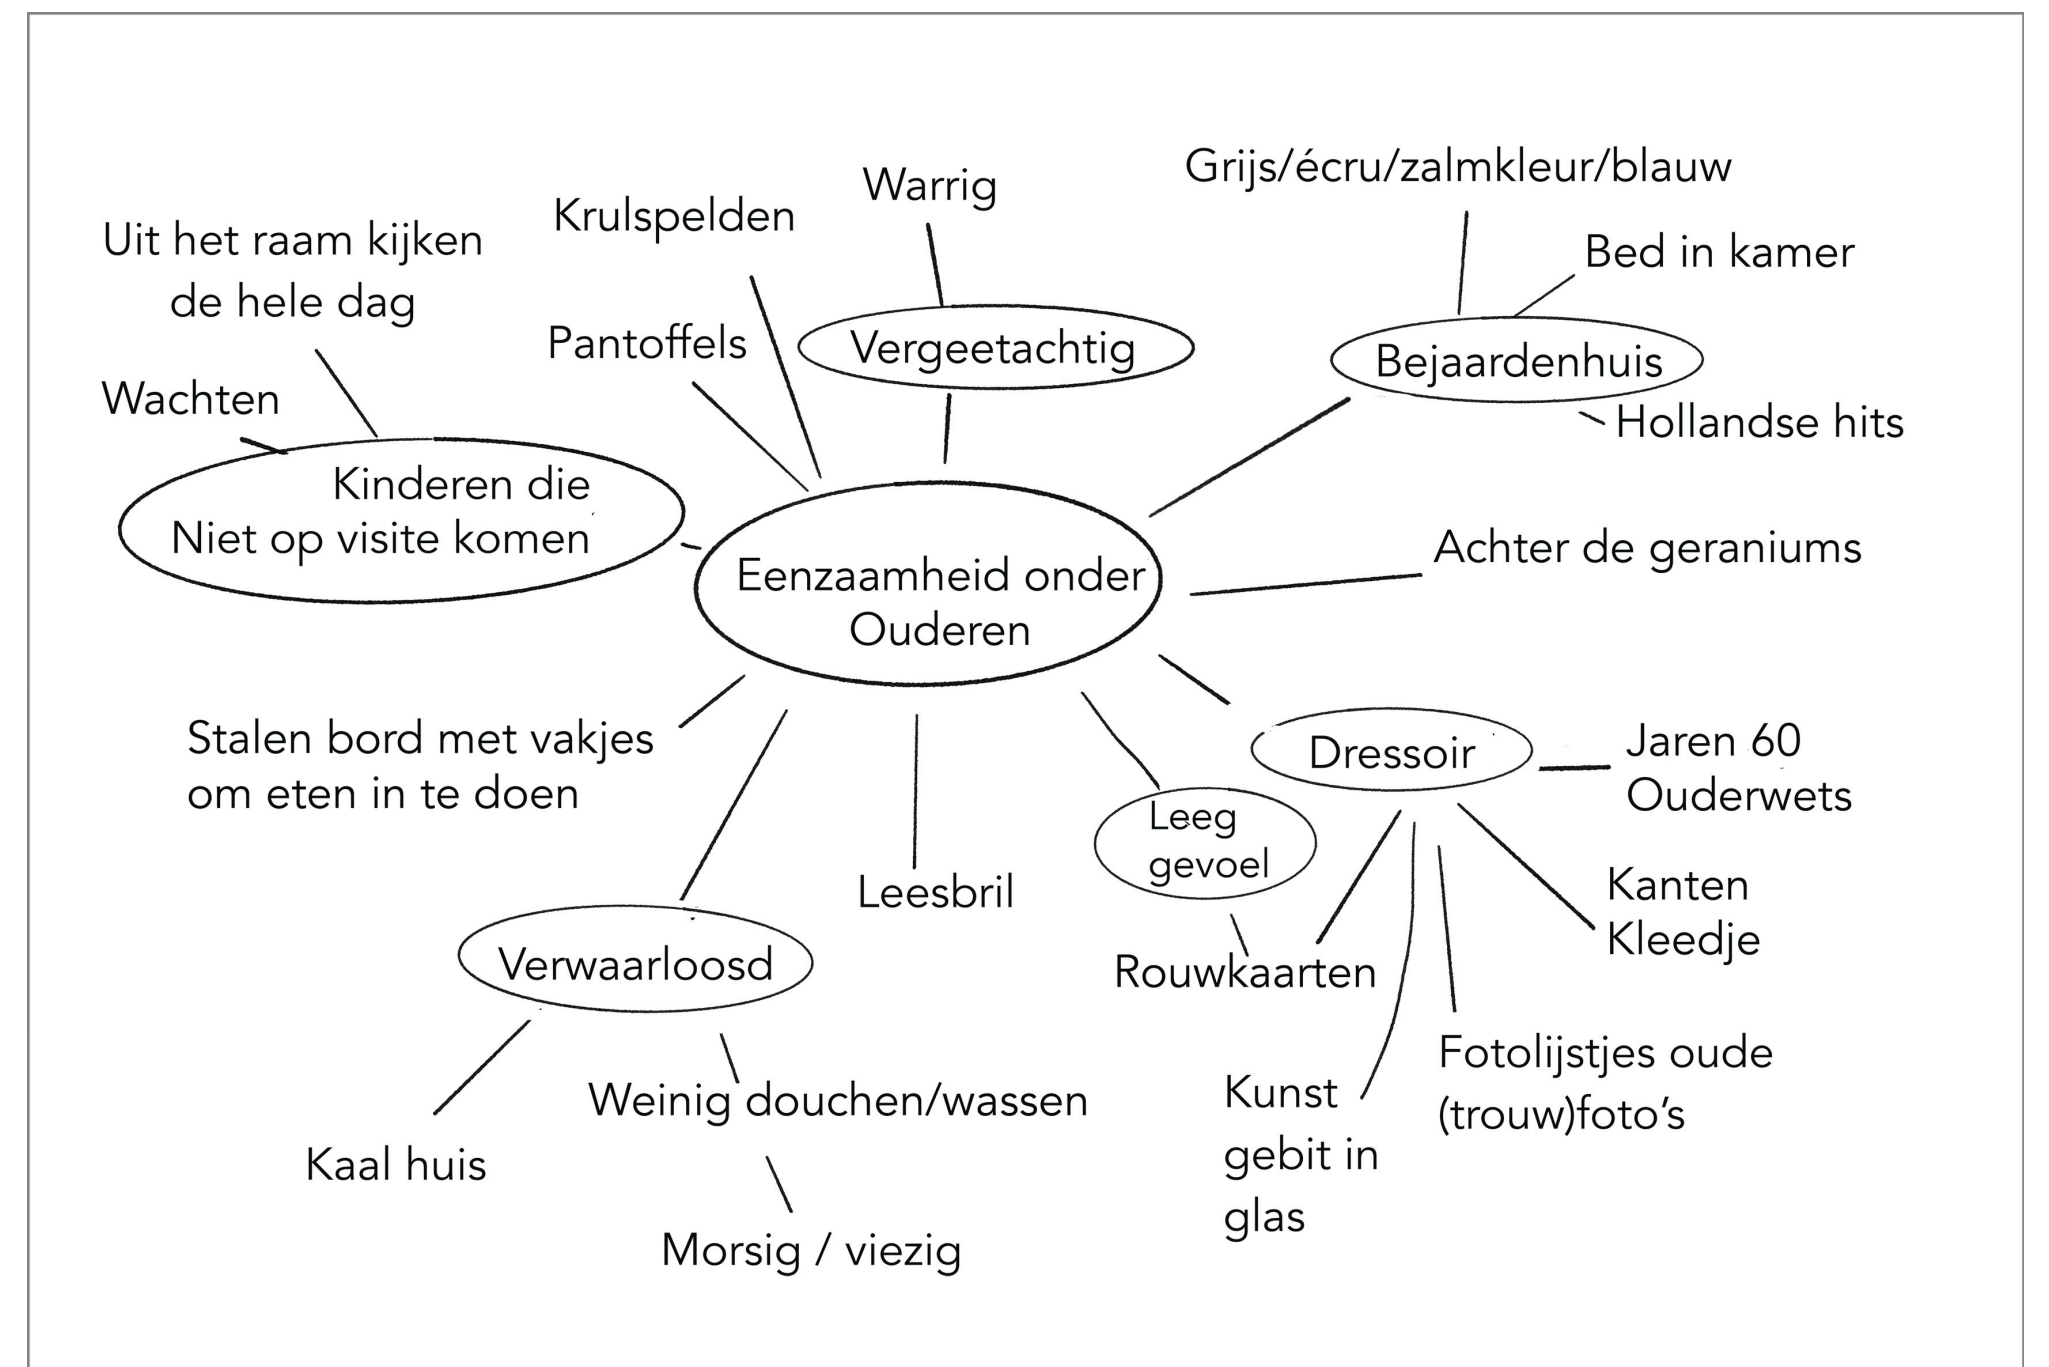 Grijs/écru/zalmkleur/blauw
Warrig
Krulspelden
Uit het raam kijken
de hele dag
Bed in kamer
Pantoffels
Vergeetachtig
Bejaardenhuis
Wachten
Hollandse hits
Kinderen die
Niet op visite komen
Achter de geraniums
Eenzaamheid onder
Ouderen
Stalen bord met vakjes
om eten in te doen
Dressoir
Jaren 60
Ouderwets
Leeg
gevoel
Leesbril
Kanten
Kleedje
Verwaarloosd
Rouwkaarten
Fotolijstjes oude
(trouw)foto's
Kunst
gebit in
glas
Weinig douchen/wassen
Kaal huis
Morsig / viezig